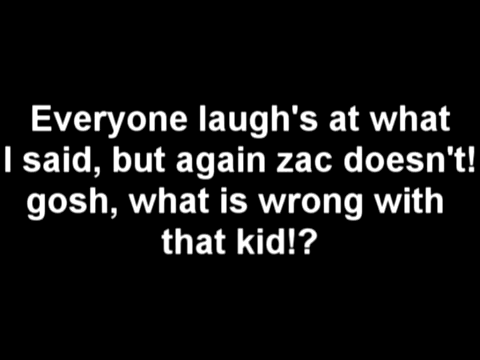 Everyone laugh's at what
I said, but again zac doesn't!
gosh, what is wrong with
that kid!?